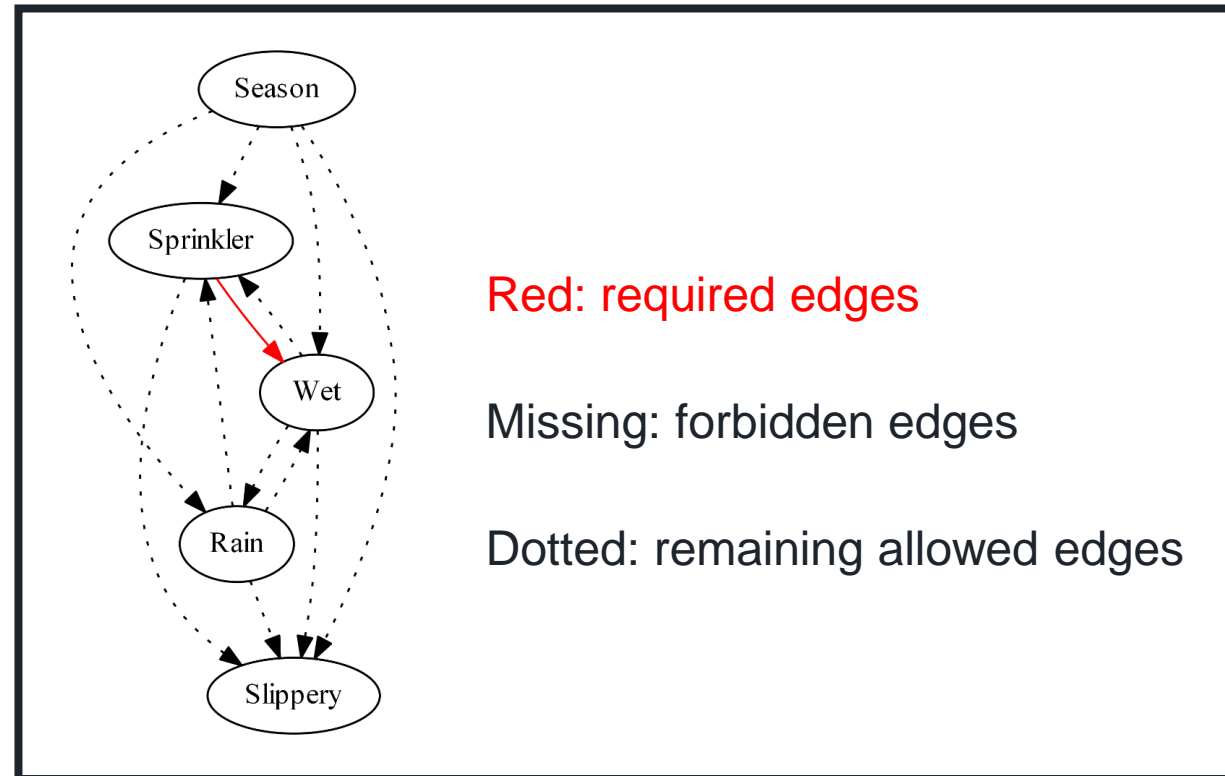 Season
Sprinkler
Red: required edges
Wet
Missing: forbidden edges
Rain
Dotted: remaining allowed edges
Slippery